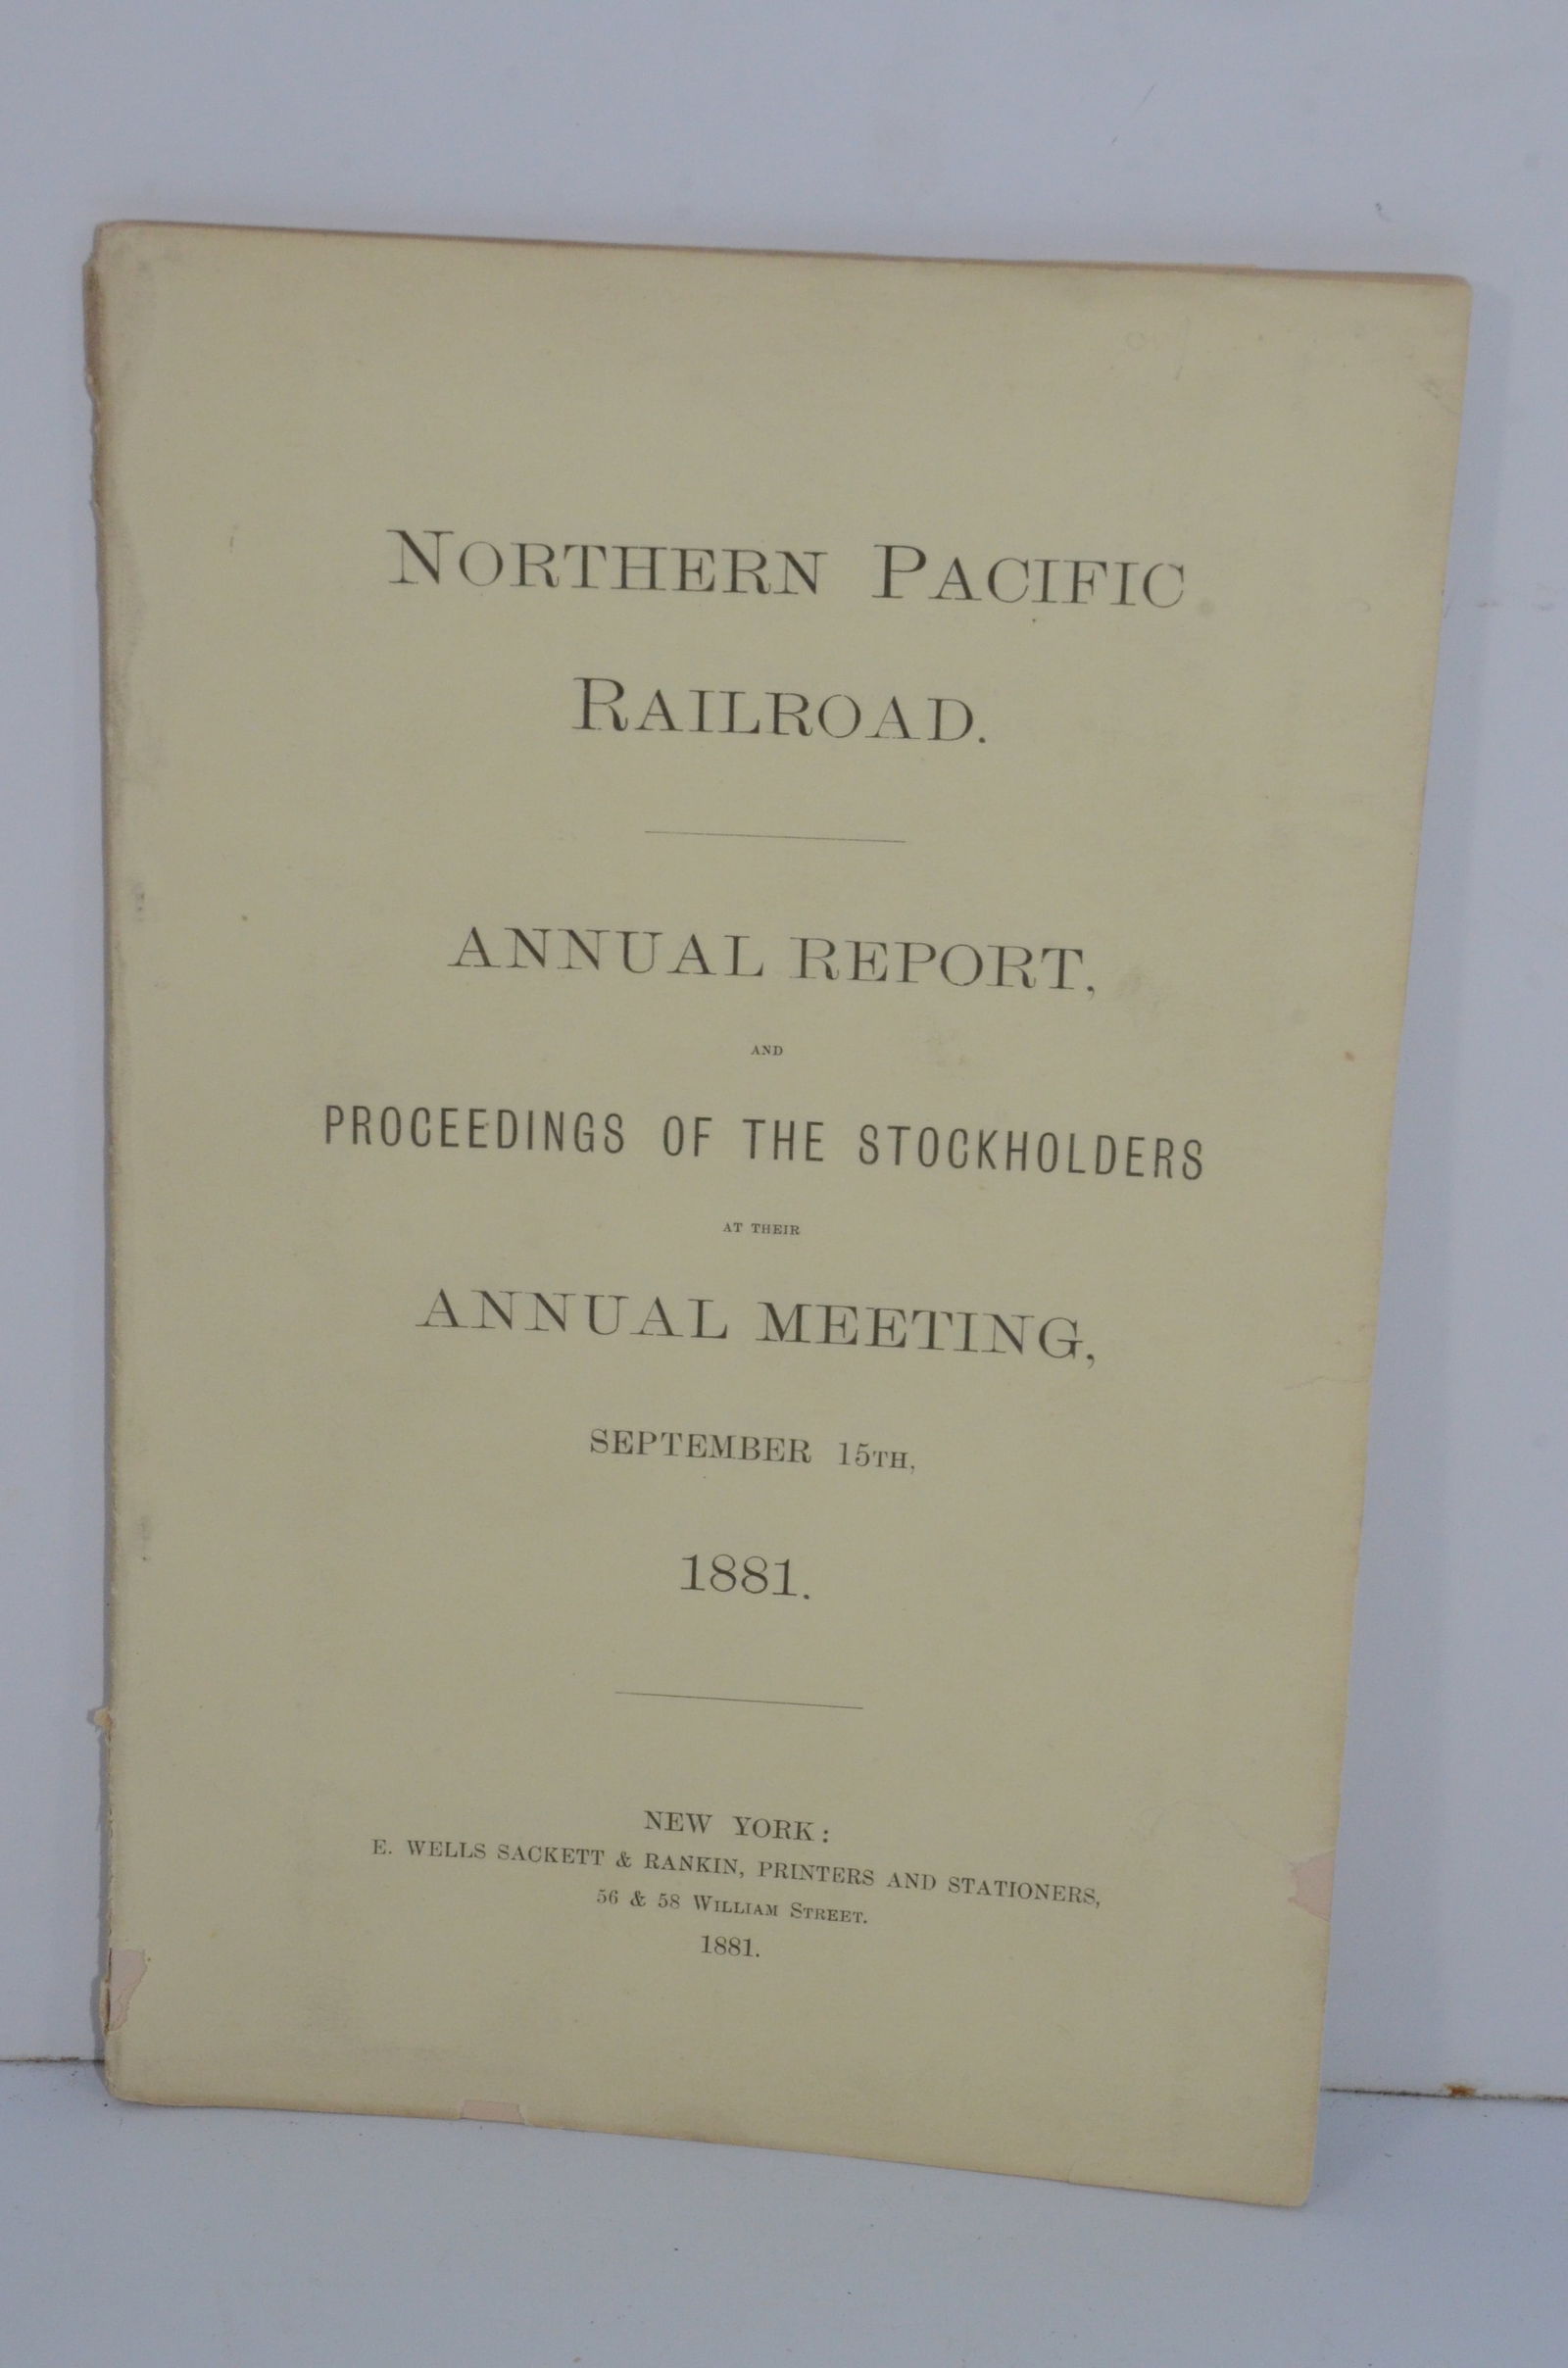 NORTHERN PACIFIC
RAILROAD.
ANNUAL REPORT,
AND
PROCEEDINGS OF THE STOCKHOLDERS
AT THEIR
ANNUAL MEETING,
SEPTEMBER 15TH,
1881.
NEW YORK:
E. WELLS SACKETT & RANKIN, PRINTERS AND STATIONERS,
56 & 58 WILLIAM STREET.
1881.